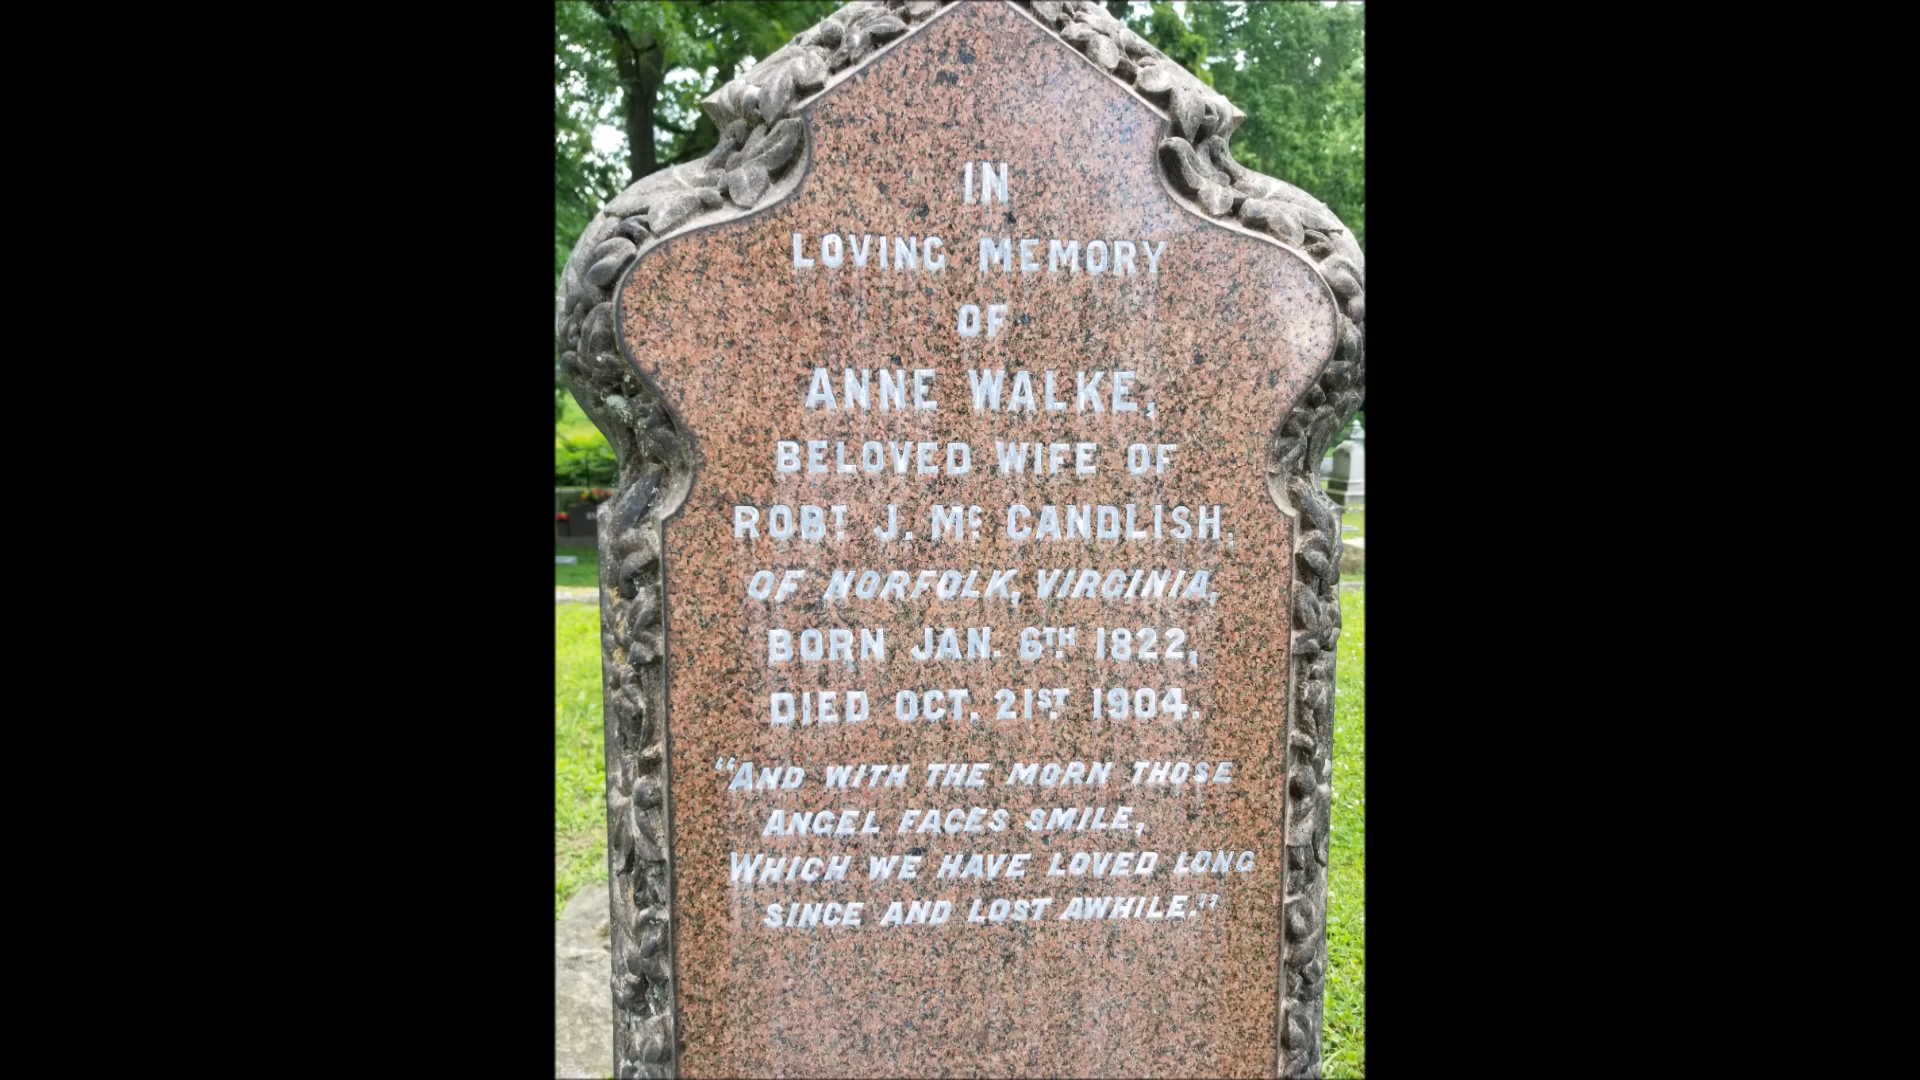 IN
LOVING MEMORY
OF
ANNE WALKE,
BELOVED WIFE OF
ROBT J. Mc CANDLISH,
OF NORFOLK, VIRGINIA,
BORN JAN. 6TH 1822,
DIED OCT. 21ST 1904.
"AND WITH THE MORN THOSE
ANGEL FACES SMILE,
WHICH WE HAVE LOVED LONG
SINCE AND LOST AWHILE."